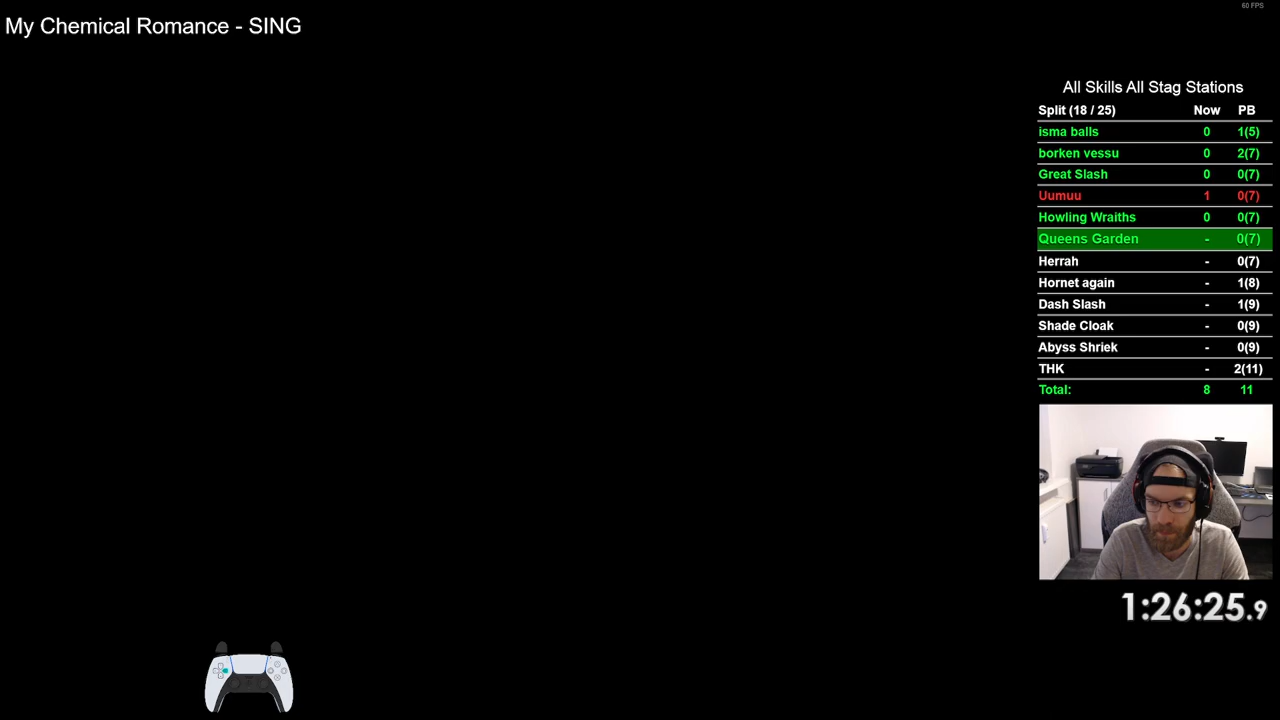 60 FPS
My Chemical Romance - SING
All Skills All Stag Stations
Split (18 / 25) Now PB
isma balls 0 1(5)
borken vessu 0 2(7)
Great Slash 0 0(7)
Uumuu 1 0(7)
Howling Wraiths 0 0(7)
Queens Garden - 0(7)
Herrah - 0(7)
Hornet again - 1(8)
Dash Slash - 1(9)
Shade Cloak - 0(9)
Abyss Shriek - 0(9)
THK - 2(11)
Total: 8 11
1:26:25.9